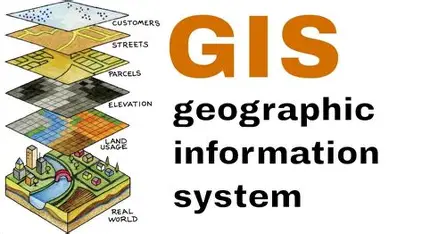 CUSTOMERS
STREETS
PARCELS
ELEVATION
LAND
USAGE
REAL
WORLD
GIS
geographic
information
system